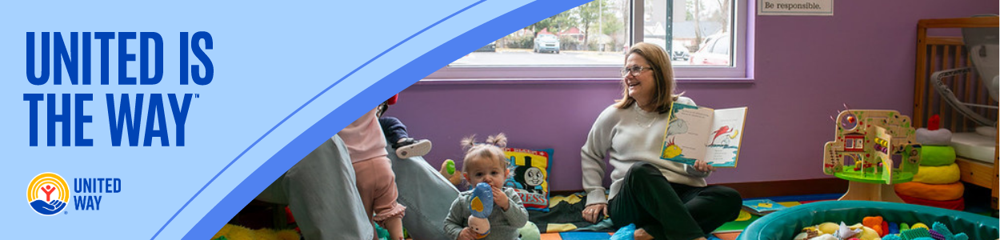 UNITED IS
THE WAY™
UNITED
WAY
®
Be responsible.